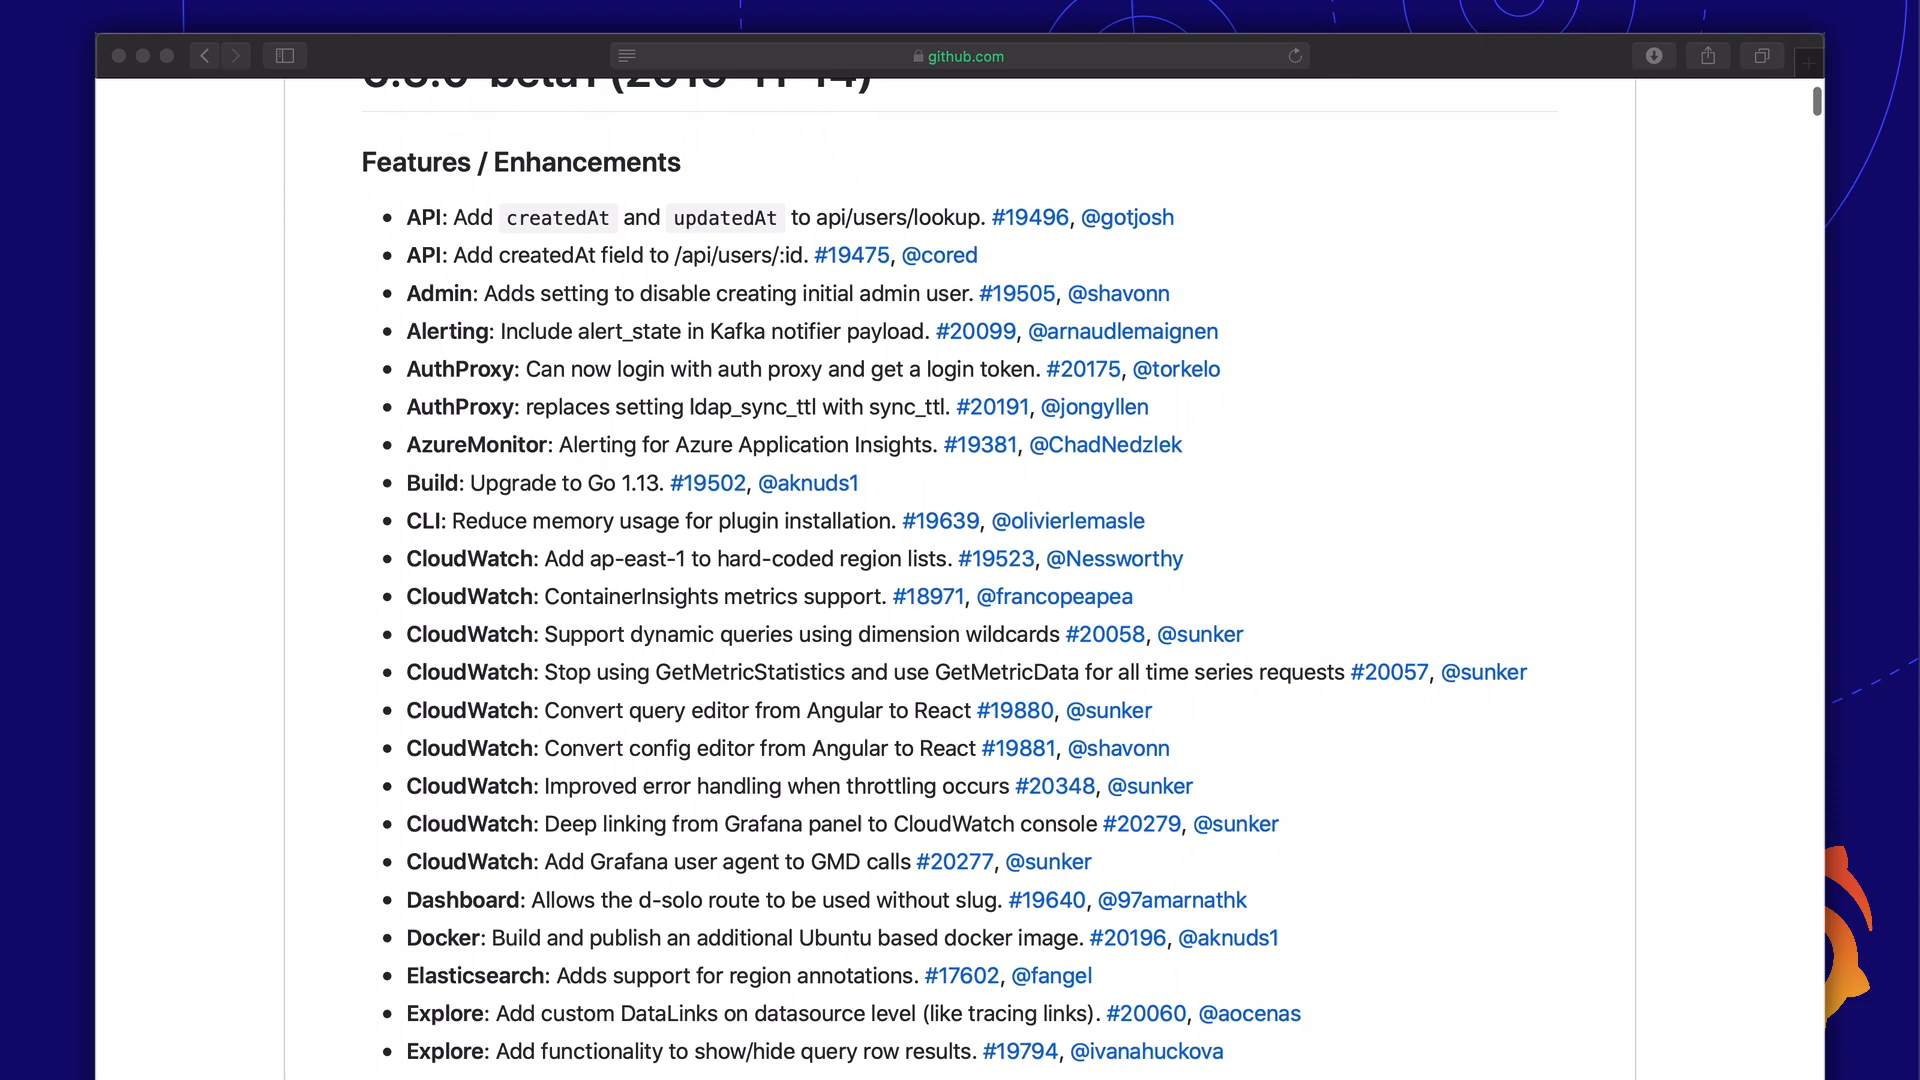 github.com
Features / Enhancements
API: Add createdAt and updatedAt to api/users/lookup. #19496, @gotjosh
API: Add createdAt field to /api/users/:id. #19475, @cored
Admin: Adds setting to disable creating initial admin user. #19505, @shavonn
Alerting: Include alert_state in Kafka notifier payload. #20099, @arnaudlemaignen
AuthProxy: Can now login with auth proxy and get a login token. #20175, @torkelo
AuthProxy: replaces setting ldap_sync_ttl with sync_ttl. #20191, @jongyllen
AzureMonitor: Alerting for Azure Application Insights. #19381, @ChadNedzlek
Build: Upgrade to Go 1.13. #19502, @aknuds1
CLI: Reduce memory usage for plugin installation. #19639, @olivierlemasle
CloudWatch: Add ap-east-1 to hard-coded region lists. #19523, @Nessworthy
CloudWatch: ContainerInsights metrics support. #18971, @francopeapea
CloudWatch: Support dynamic queries using dimension wildcards #20058, @sunker
CloudWatch: Stop using GetMetricStatistics and use GetMetricData for all time series requests #20057, @sunker
CloudWatch: Convert query editor from Angular to React #19880, @sunker
CloudWatch: Convert config editor from Angular to React #19881, @shavonn
CloudWatch: Improved error handling when throttling occurs #20348, @sunker
CloudWatch: Deep linking from Grafana panel to CloudWatch console #20279, @sunker
CloudWatch: Add Grafana user agent to GMD calls #20277, @sunker
Dashboard: Allows the d-solo route to be used without slug. #19640, @97amarnathk
Docker: Build and publish an additional Ubuntu based docker image. #20196, @aknuds1
Elasticsearch: Adds support for region annotations. #17602, @fangel
Explore: Add custom DataLinks on datasource level (like tracing links). #20060, @aocenas
Explore: Add functionality to show/hide query row results. #19794, @ivanahuckova